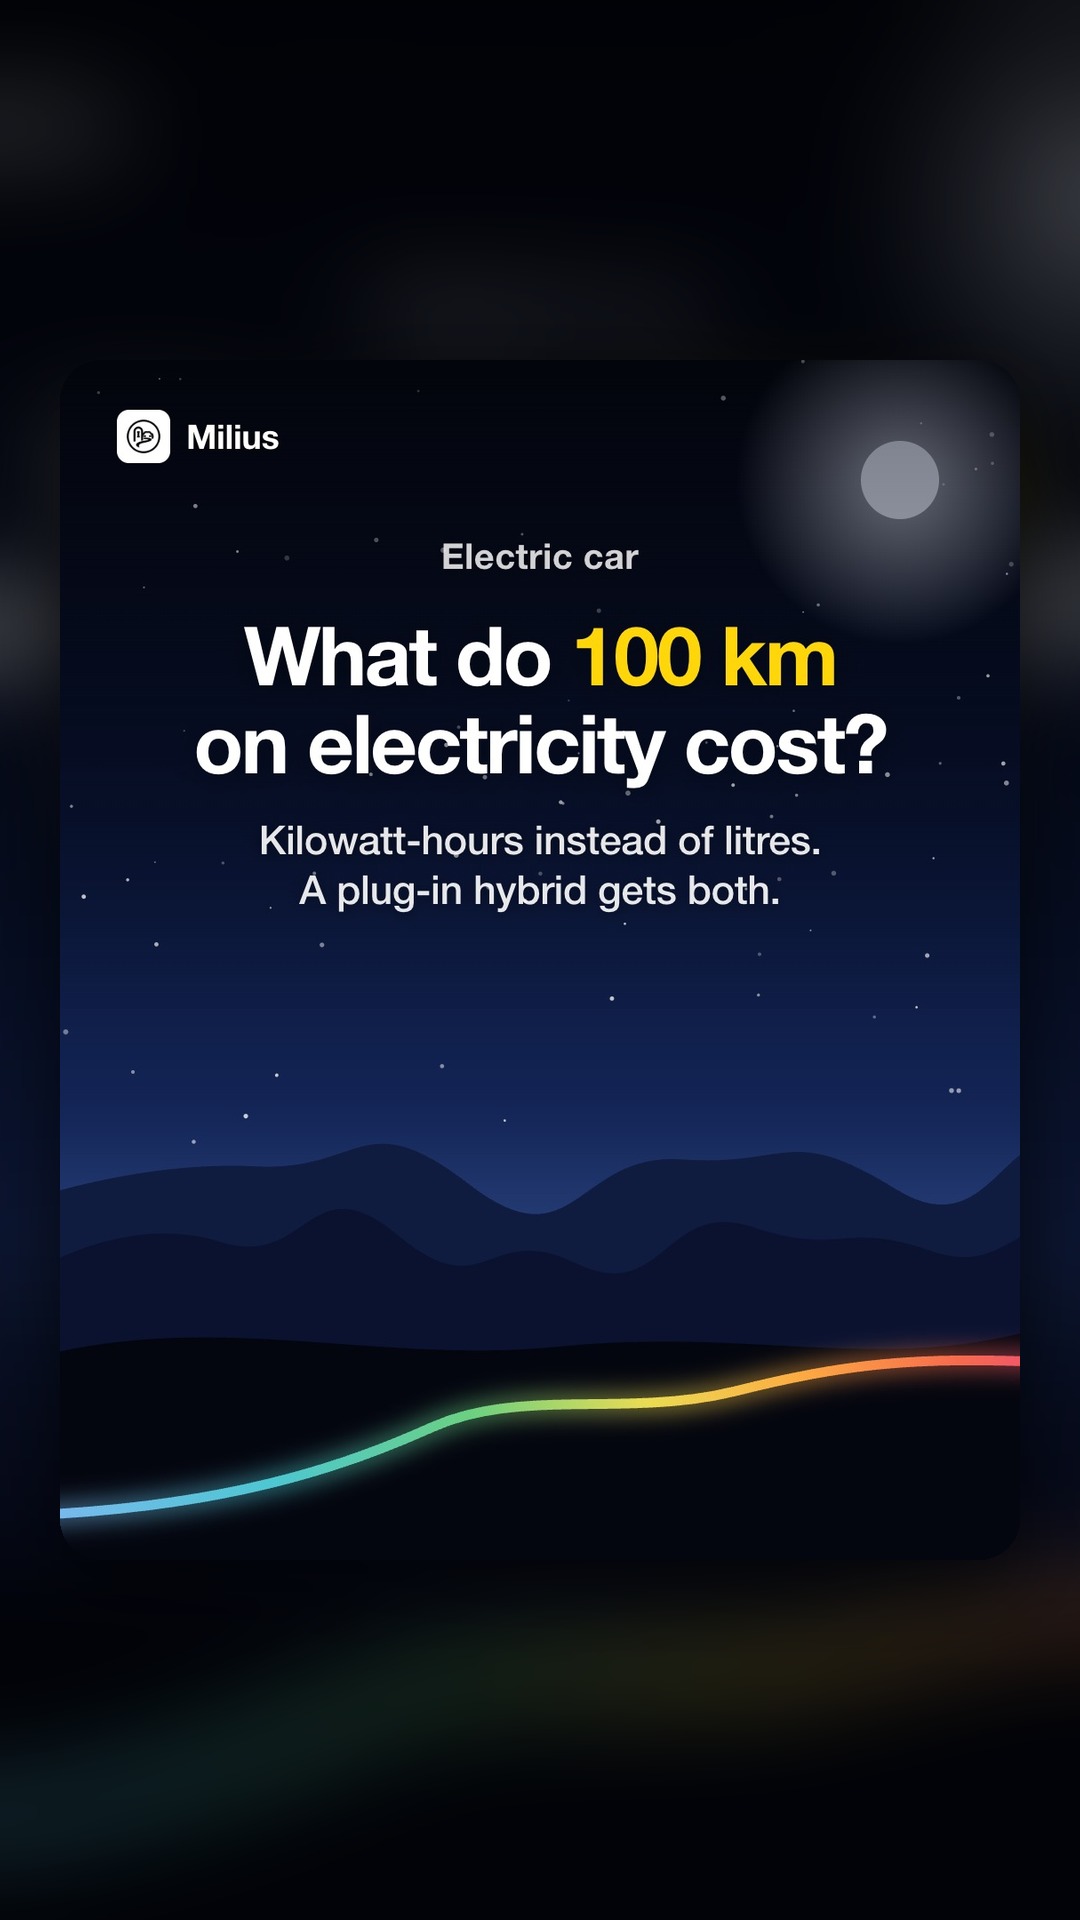 Milius
Electric car
What do 100 km
on electricity cost?
Kilowatt-hours instead of litres.
A plug-in hybrid gets both.